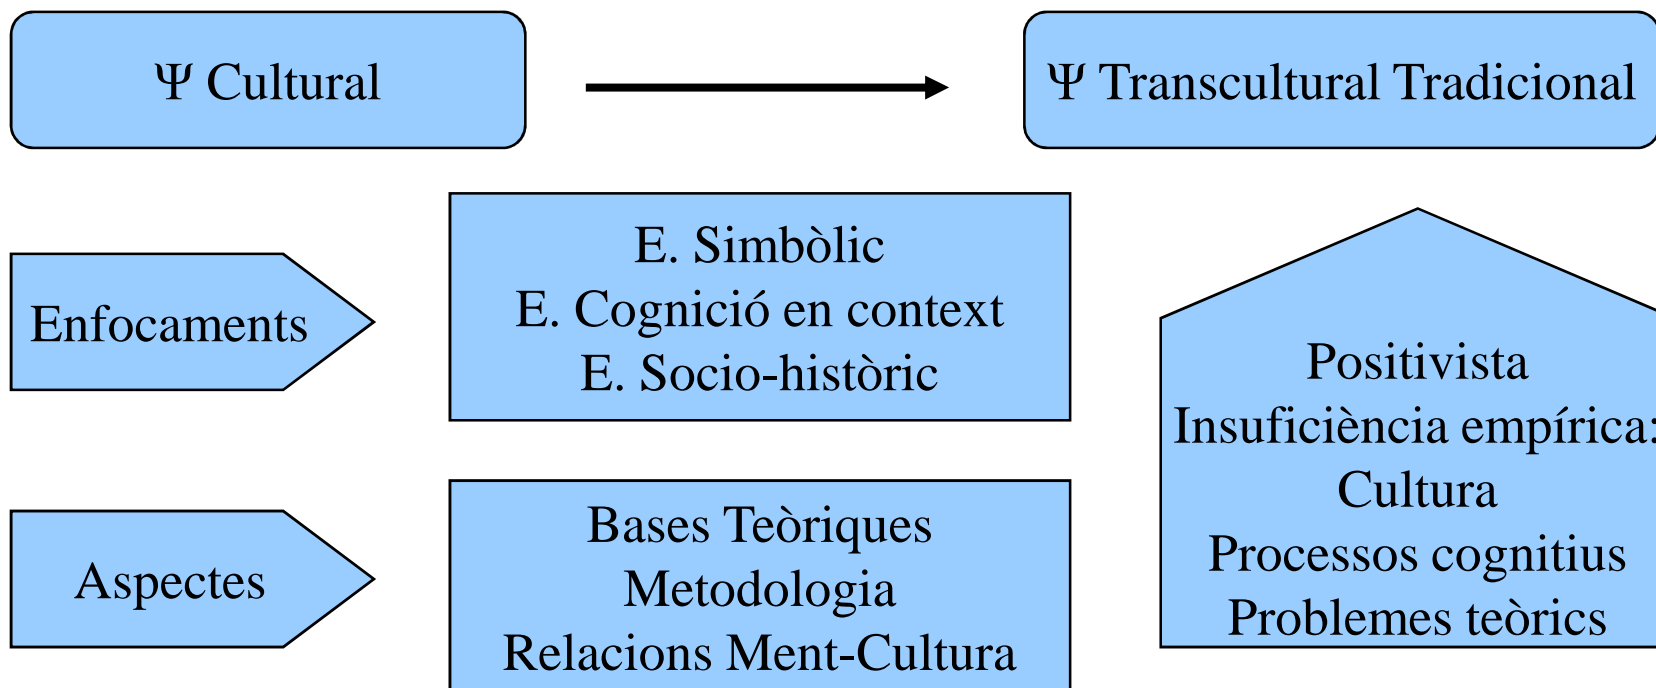 Ψ Cultural
Ψ Transcultural Tradicional
Enfocaments
E. Simbòlic
E. Cognició en context
E. Socio-històric
Aspectes
Bases Teòriques
Metodologia
Relacions Ment-Cultura
Positivista
Insuficiència empírica:
Cultura
Processos cognitius
Problemes teòrics